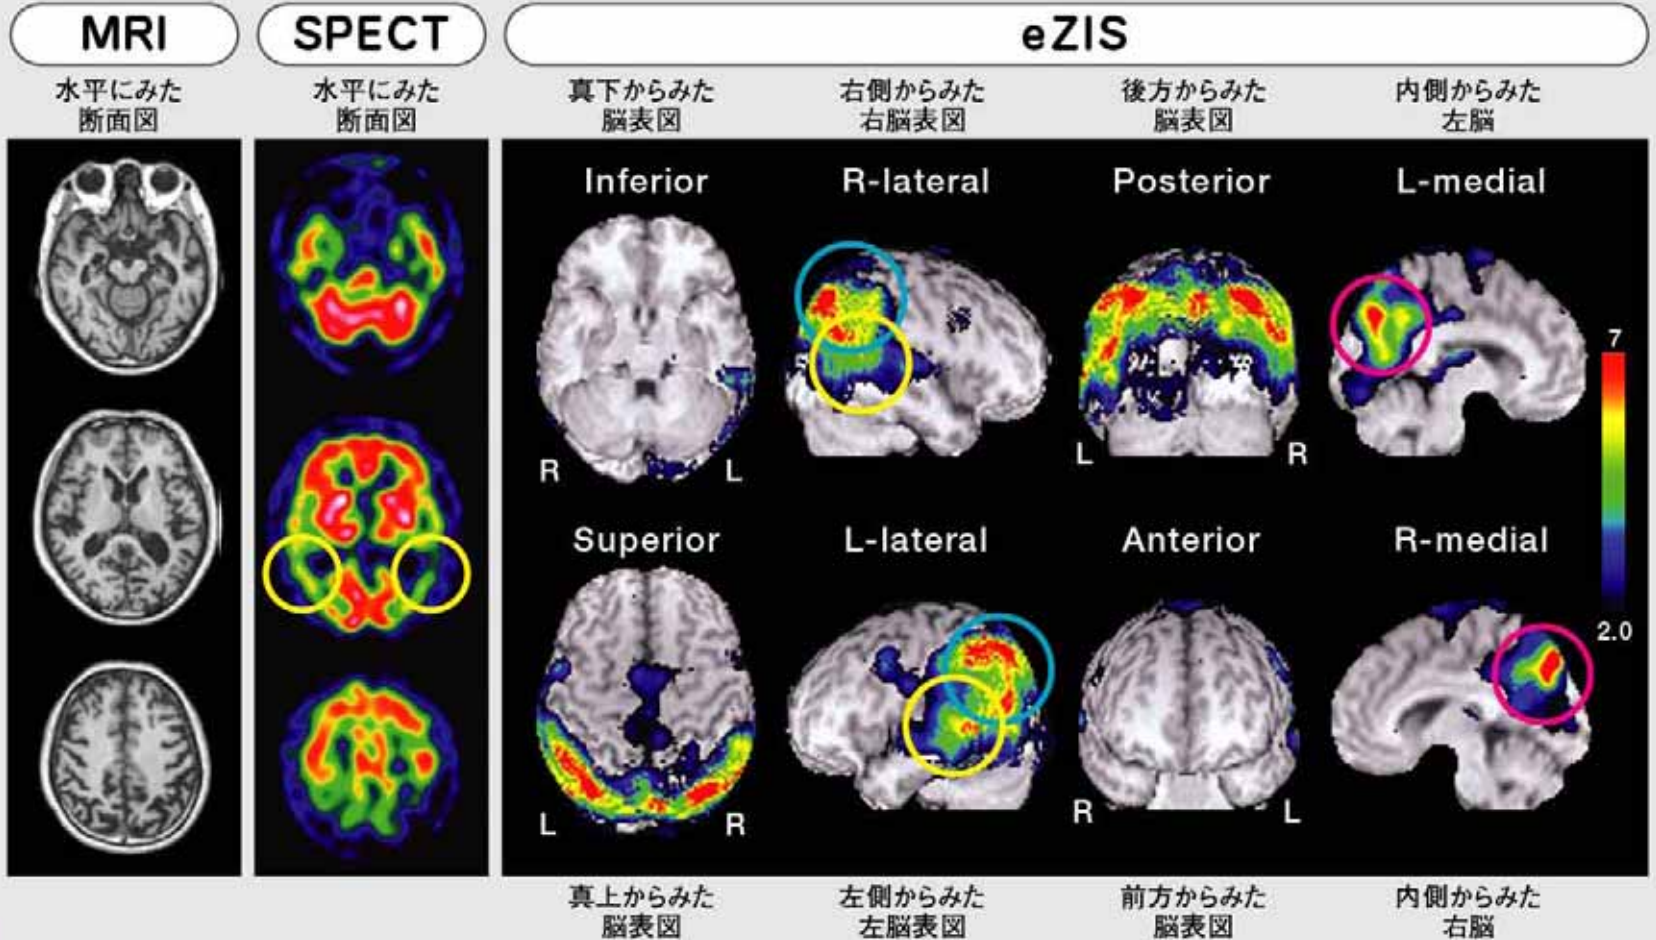 MRI
SPECT
eZIS
水平にみた
断面図
水平にみた
断面図
真下からみた
脳表図
右側からみた
右脳表図
後方からみた
脳表図
内側からみた
左脳
Inferior
R-lateral
Posterior
L-medial
R
L
L
R
7
2.0
Superior
L-lateral
Anterior
R-medial
L
R
R
L
真上からみた
脳表図
左側からみた
左脳表図
前方からみた
脳表図
内側からみた
右脳